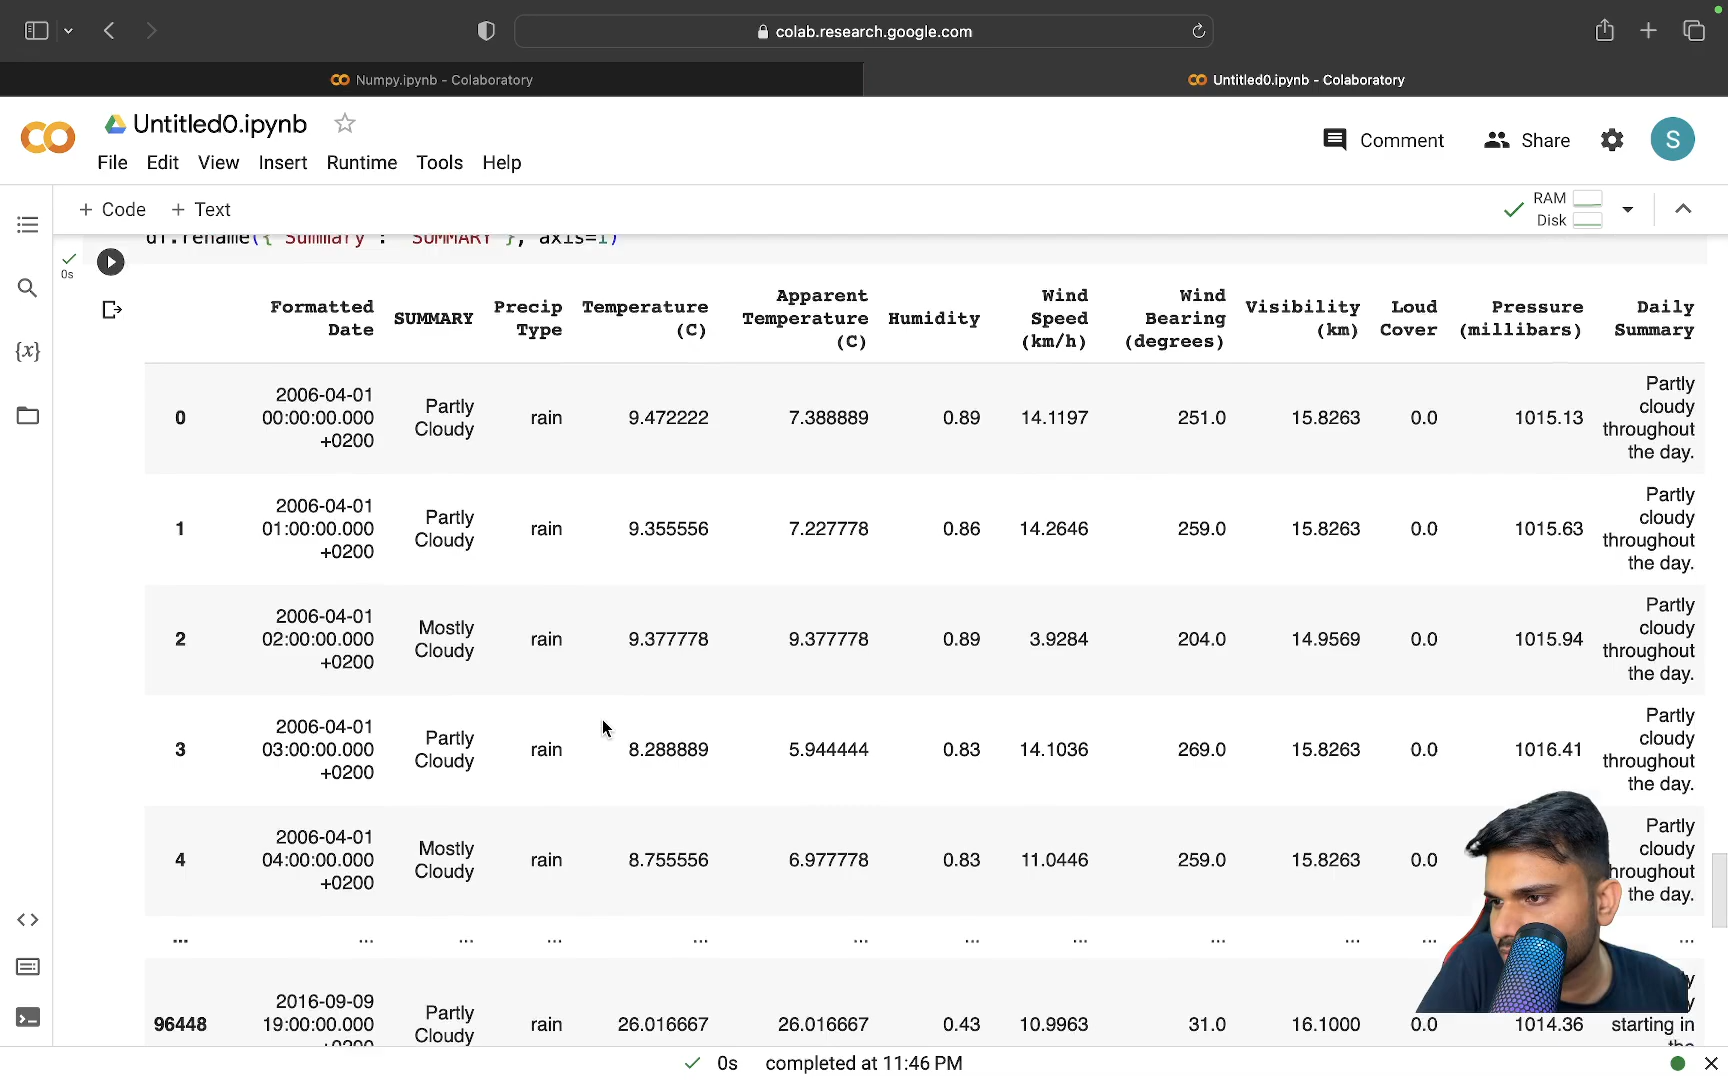 colab.research.google.com
Numpy.ipynb - Colaboratory
Untitled0.ipynb - Colaboratory
Untitled0.ipynb
Comment
Share
S
File Edit View Insert Runtime Tools Help
+ Code + Text
RAM
Disk
df.rename({ 'Summary' : 'SUMMARY' }, axis=1)
0s
Formatted Date SUMMARY Precip Type Temperature (C) Apparent Temperature (C) Humidity Wind Speed (km/h) Wind Bearing (degrees) Visibility (km) Loud Cover Pressure (millibars) Daily Summary
0 2006-04-01 00:00:00.000 +0200 Partly Cloudy rain 9.472222 7.388889 0.89 14.1197 251.0 15.8263 0.0 1015.13 Partly cloudy throughout the day.
1 2006-04-01 01:00:00.000 +0200 Partly Cloudy rain 9.355556 7.227778 0.86 14.2646 259.0 15.8263 0.0 1015.63 Partly cloudy throughout the day.
2 2006-04-01 02:00:00.000 +0200 Mostly Cloudy rain 9.377778 9.377778 0.89 3.9284 204.0 14.9569 0.0 1015.94 Partly cloudy throughout the day.
3 2006-04-01 03:00:00.000 +0200 Partly Cloudy rain 8.288889 5.944444 0.83 14.1036 269.0 15.8263 0.0 1016.41 Partly cloudy throughout the day.
4 2006-04-01 04:00:00.000 +0200 Mostly Cloudy rain 8.755556 6.977778 0.83 11.0446 259.0 15.8263 0.0 Partly cloudy throughout the day.
... ... ... ... ... ... ... ... ... ... ... ...
96448 2016-09-09 19:00:00.000 +0200 Partly Cloudy rain 26.016667 26.016667 0.43 10.9963 31.0 16.1000 0.0 1014.36 starting in the
0s completed at 11:46 PM